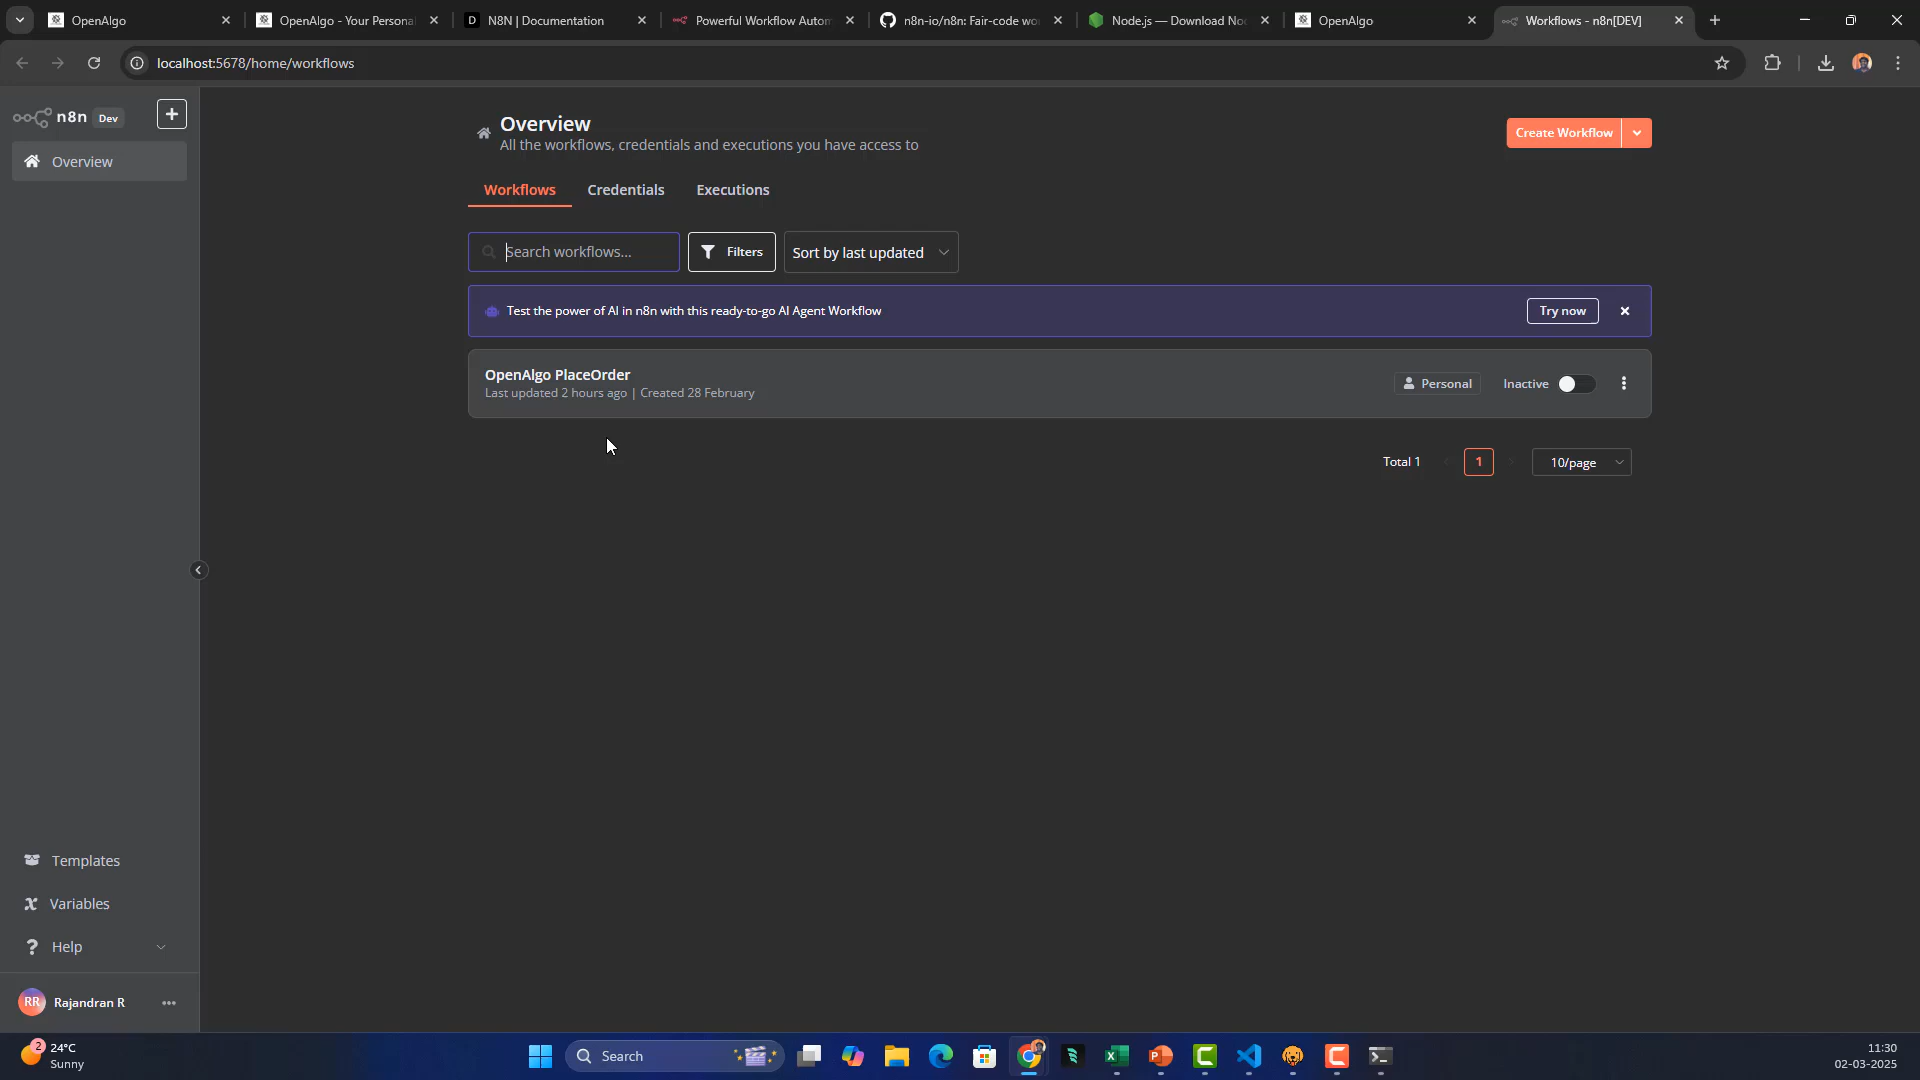 OpenAlgo
OpenAlgo - Your Personal
N8N | Documentation
Powerful Workflow Autom
n8n-io/n8n: Fair-code wo
Node.js — Download No
OpenAlgo
Workflows - n8n[DEV]
localhost:5678/home/workflows
n8n Dev
Overview
Overview
All the workflows, credentials and executions you have access to
Create Workflow
Workflows
Credentials
Executions
Search workflows...
Filters
Sort by last updated
Test the power of AI in n8n with this ready-to-go AI Agent Workflow
Try now
OpenAlgo PlaceOrder
Last updated 2 hours ago | Created 28 February
Personal
Inactive
Total 1
1
10/page
Templates
Variables
Help
RR
Rajandran R
2
24°C
Sunny
Search
11:30
02-03-2025